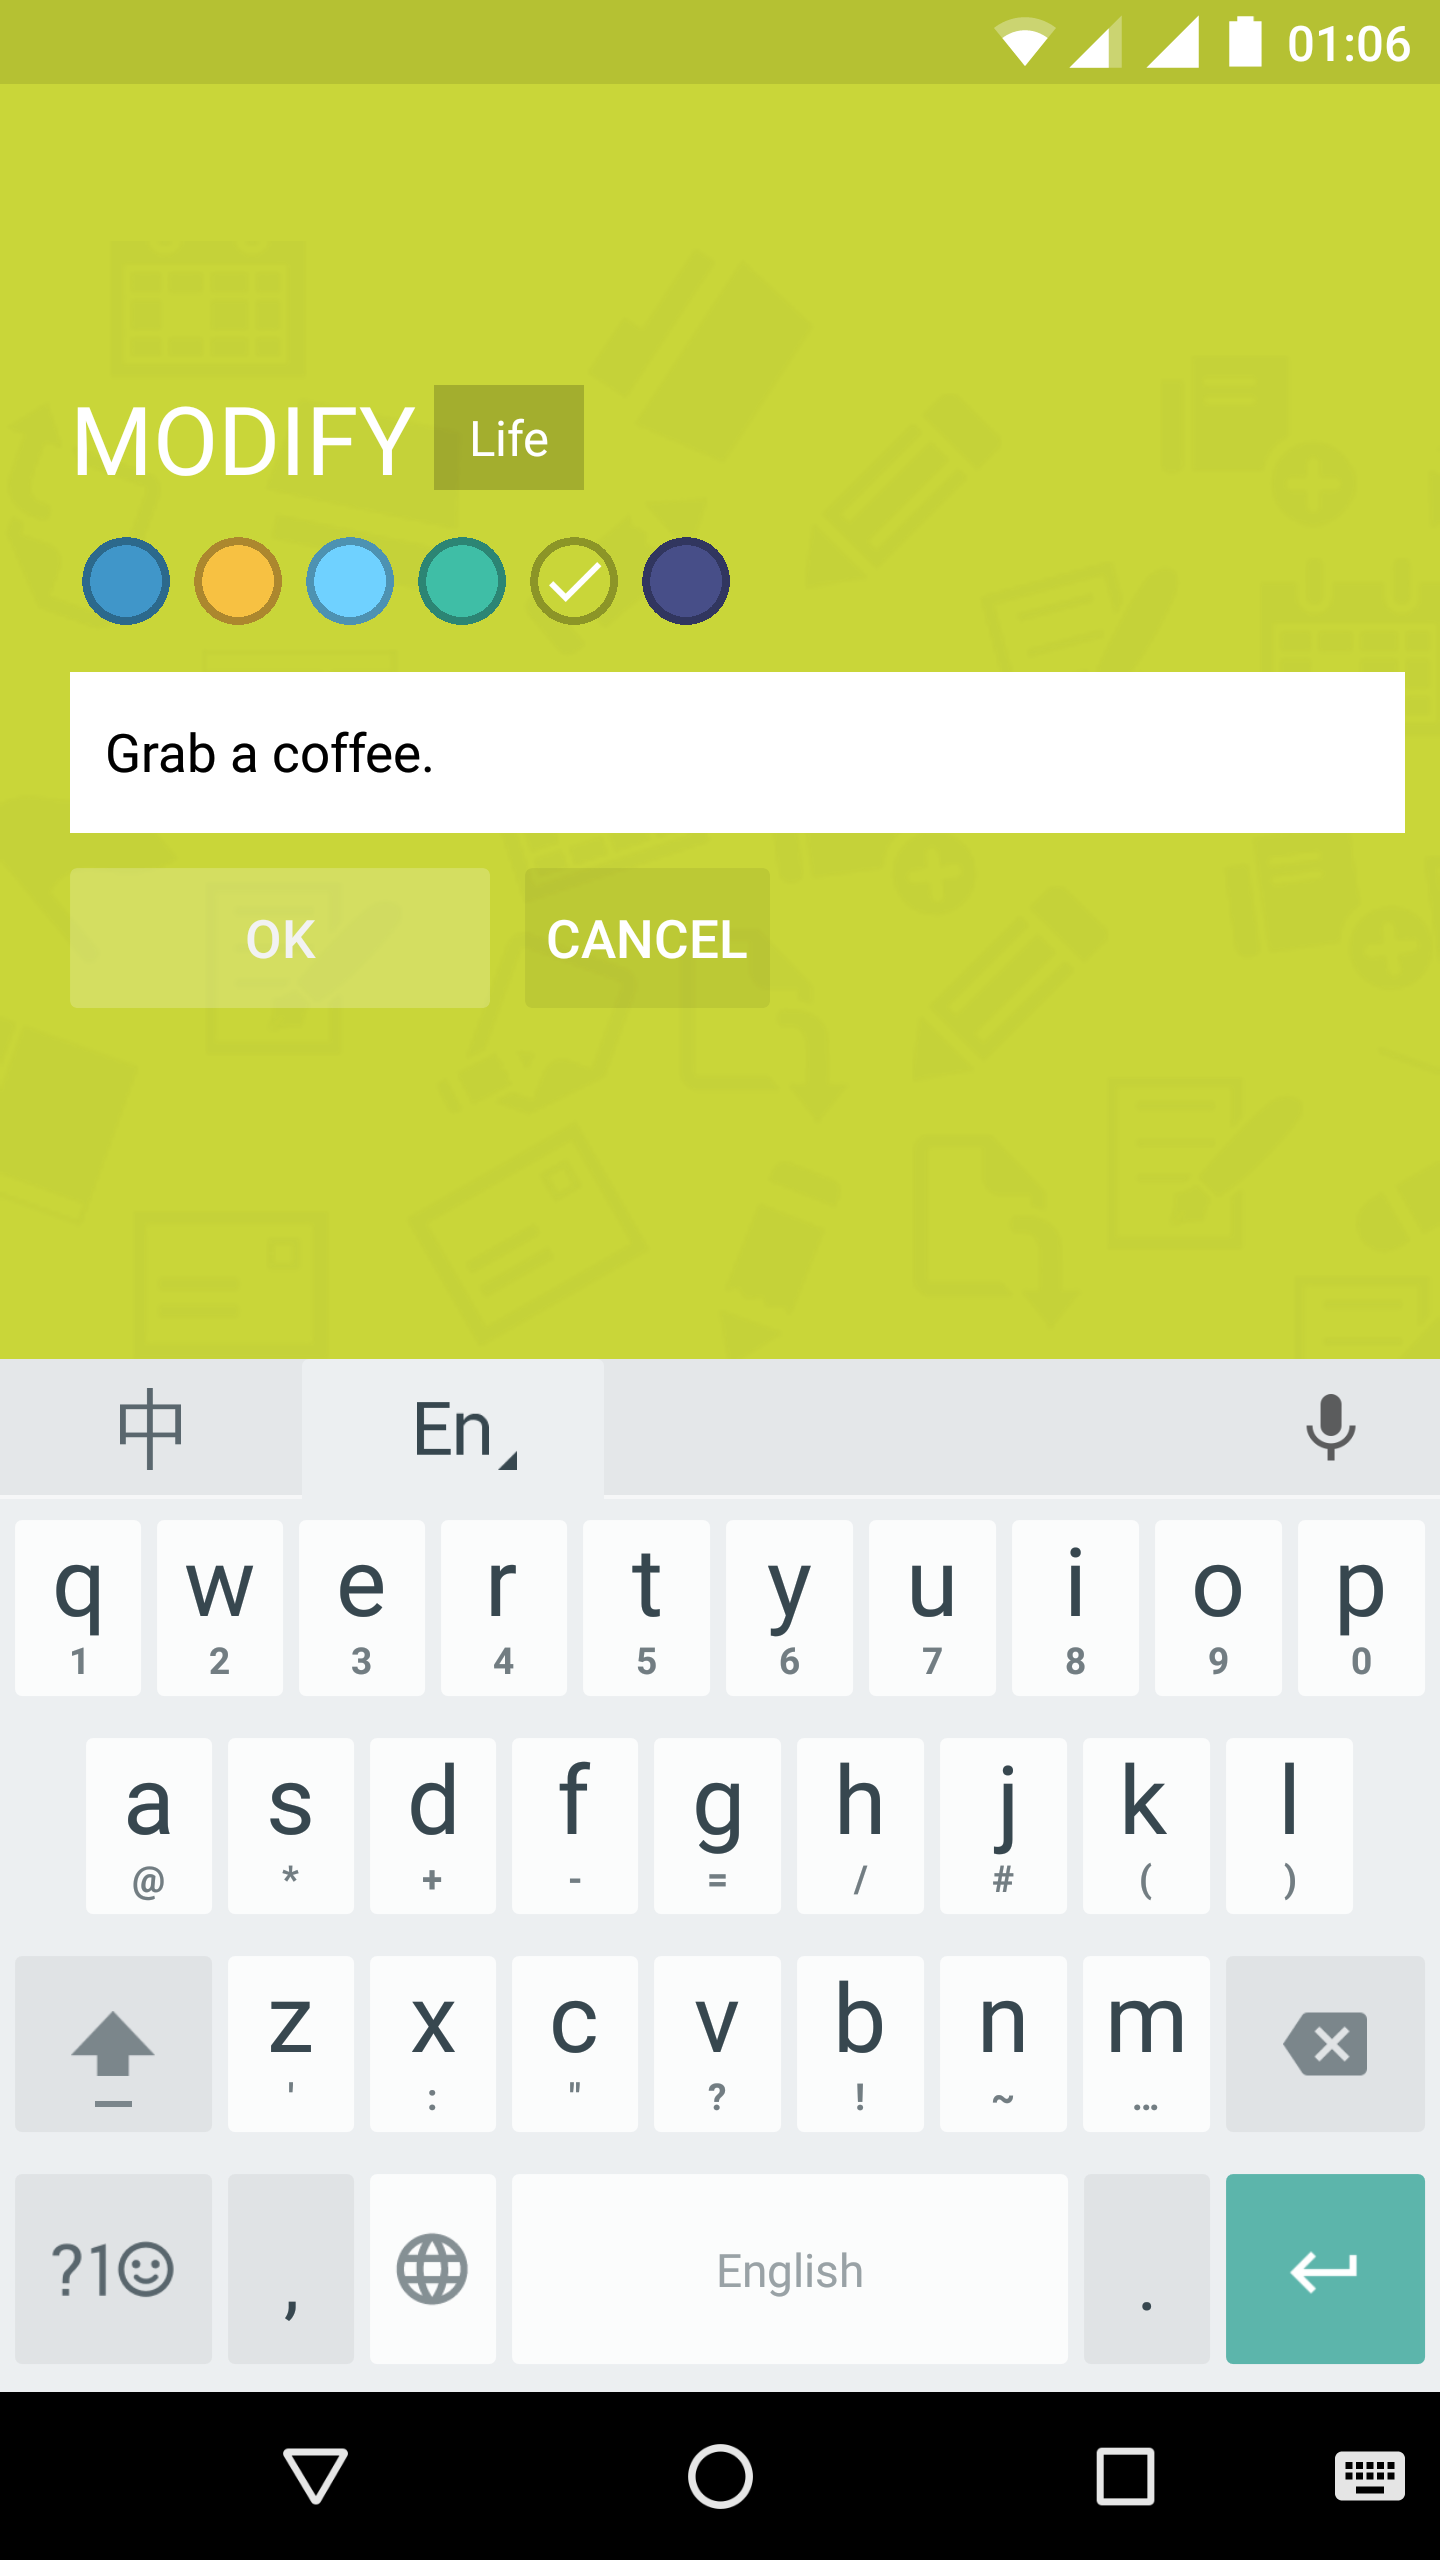 01:06
MODIFY Life
Grab a coffee.
OK CANCEL
中 En
q w e r t y u i o p
1 2 3 4 5 6 7 8 9 0
a s d f g h j k l
@ * + - = / # ( )
z x c v b n m
' : " ? ! ~ …
?1☺ , English .